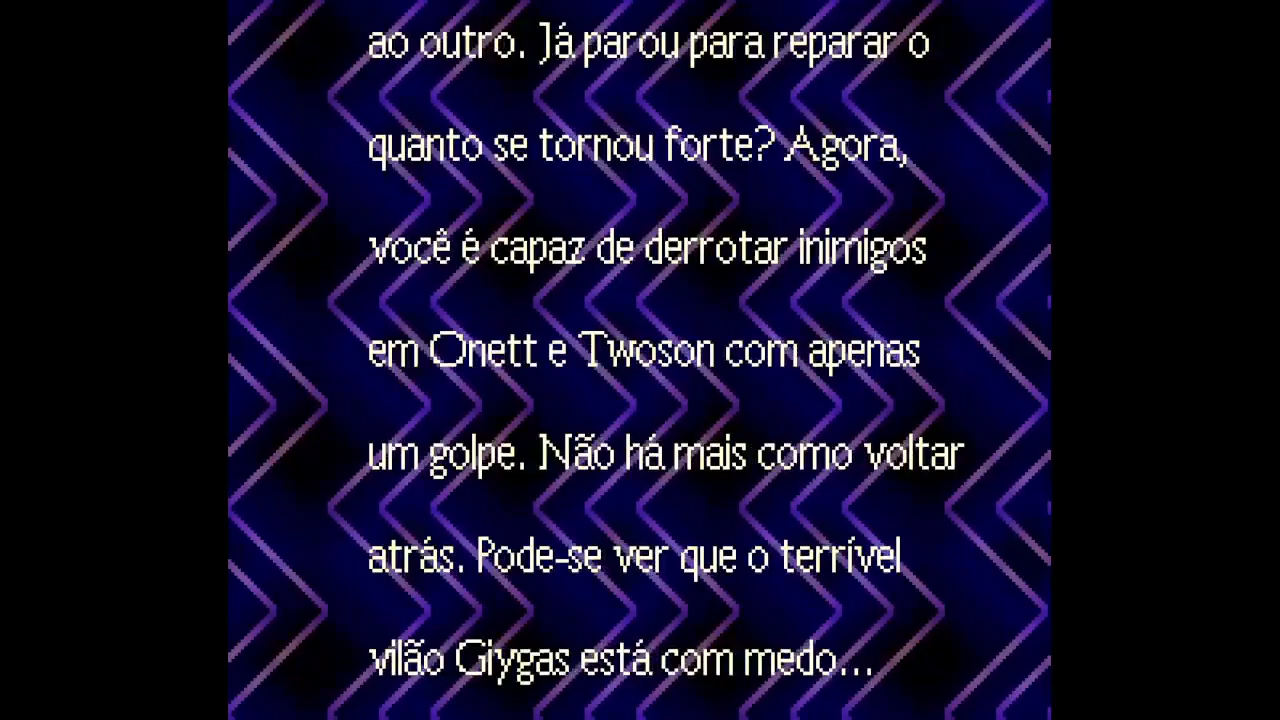 ao outro. Já parou para reparar o
quanto se tornou forte? Agora,
você é capaz de derrotar inimigos
em Onett e Twoson com apenas
um golpe. Não há mais como voltar
atrás. Pode-se ver que o terrível
vilão Giygas está com medo...